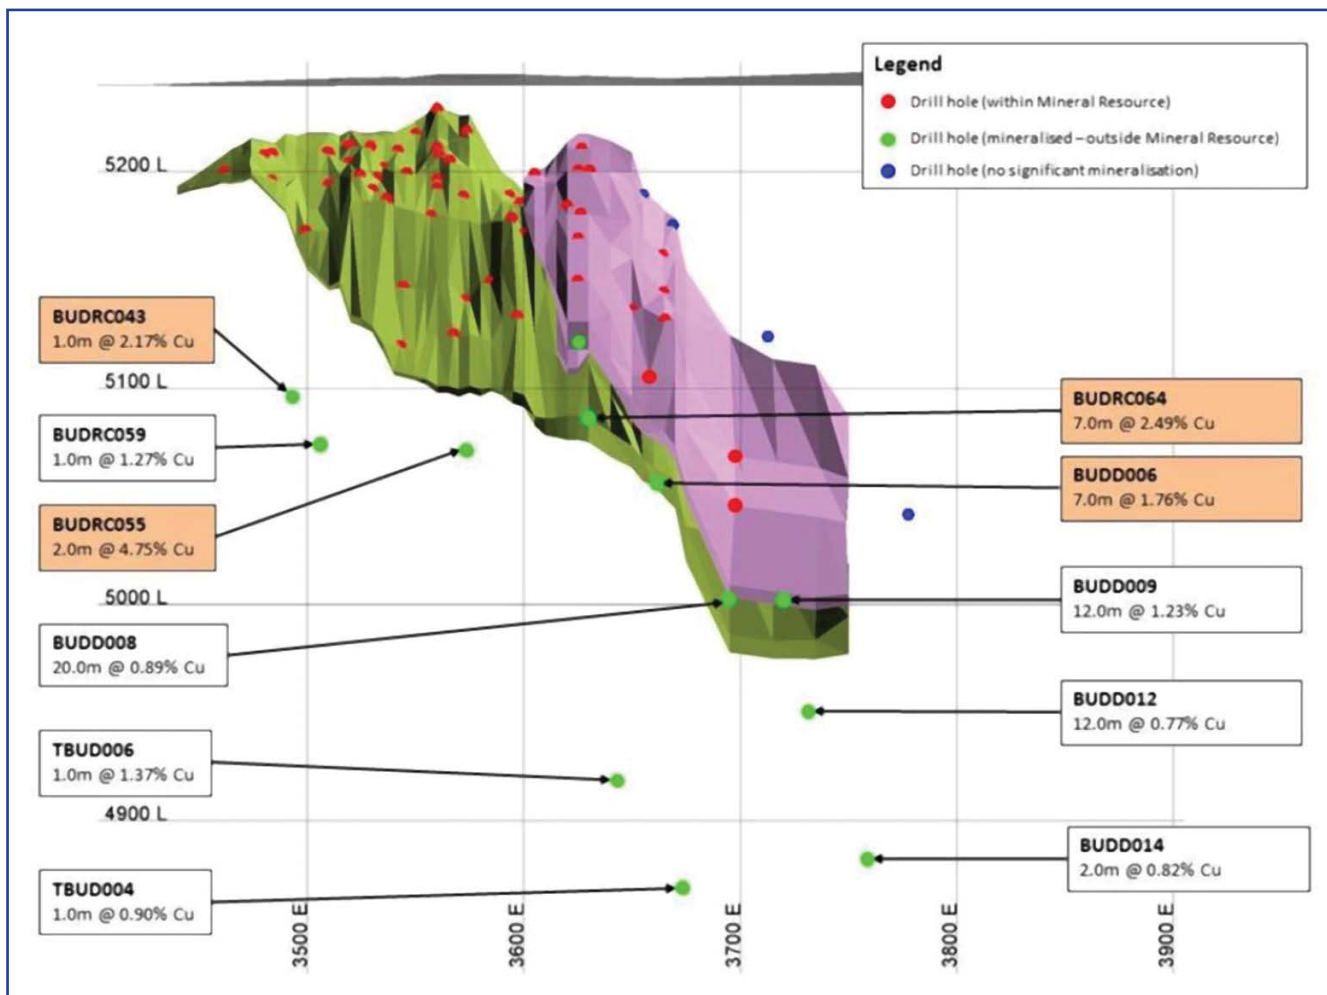 Legend
Drill hole (within Mineral Resource)
Drill hole (mineralised – outside Mineral Resource)
Drill hole (no significant mineralisation)
5200 L
BUDRC043
1.0m @ 2.17% Cu
5100 L
BUDRC064
7.0m @ 2.49% Cu
BUDRC059
1.0m @ 1.27% Cu
BUDD006
7.0m @ 1.76% Cu
BUDRC055
2.0m @ 4.75% Cu
BUDD009
12.0m @ 1.23% Cu
5000 L
BUDD008
20.0m @ 0.89% Cu
BUDD012
12.0m @ 0.77% Cu
TBUD006
1.0m @ 1.37% Cu
4900 L
BUDD014
2.0m @ 0.82% Cu
TBUD004
1.0m @ 0.90% Cu
3500 E
3600 E
3700 E
3800 E
3900 E